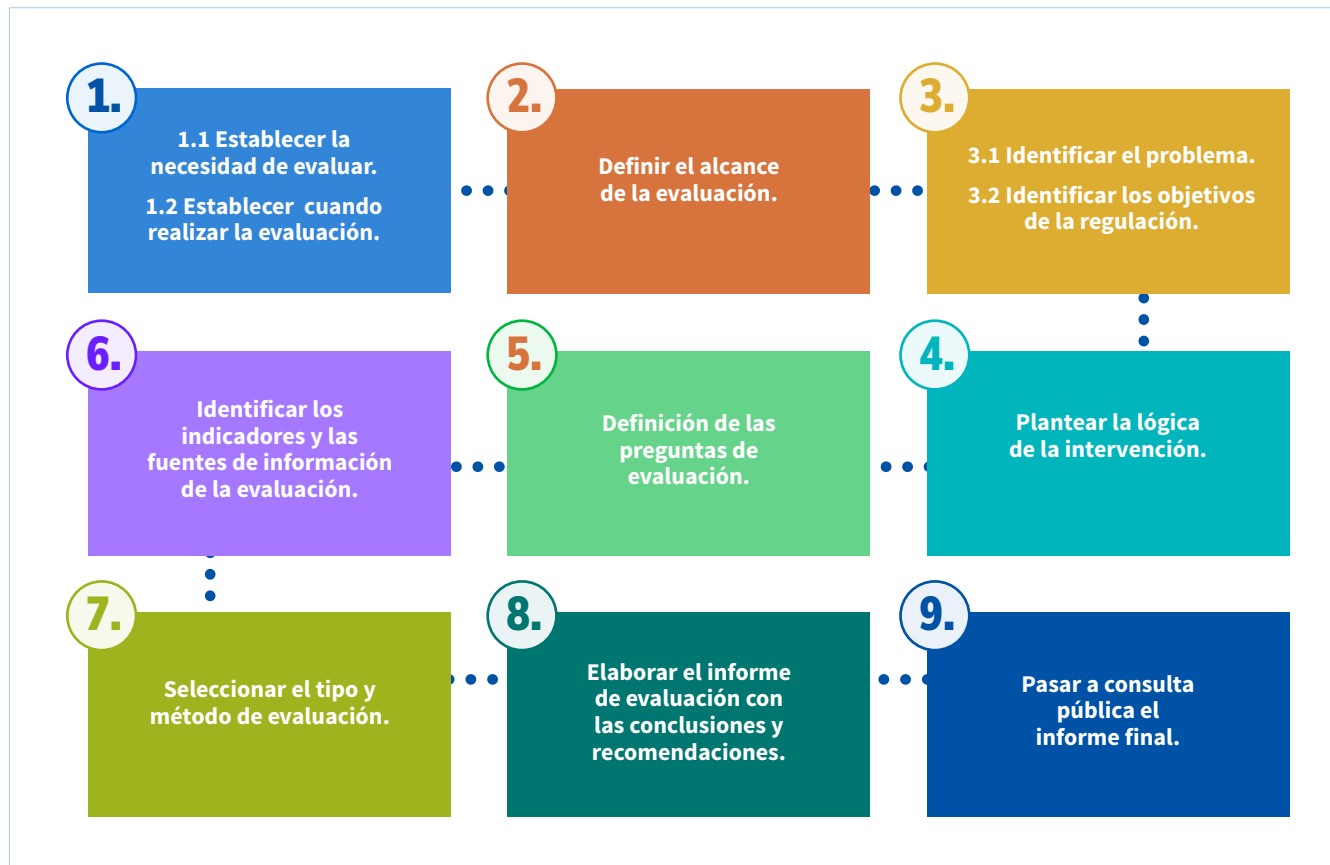 1.
1.1 Establecer la
necesidad de evaluar.
1.2 Establecer cuando
realizar la evaluación.
2.
Definir el alcance
de la evaluación.
3.
3.1 Identificar el problema.
3.2 Identificar los objetivos
de la regulación.
4.
Plantear la lógica
de la intervención.
5.
Definición de las
preguntas de
evaluación.
6.
Identificar los
indicadores y las
fuentes de información
de la evaluación.
7.
Seleccionar el tipo y
método de evaluación.
8.
Elaborar el informe
de evaluación con
las conclusiones y
recomendaciones.
9.
Pasar a consulta
pública el
informe final.